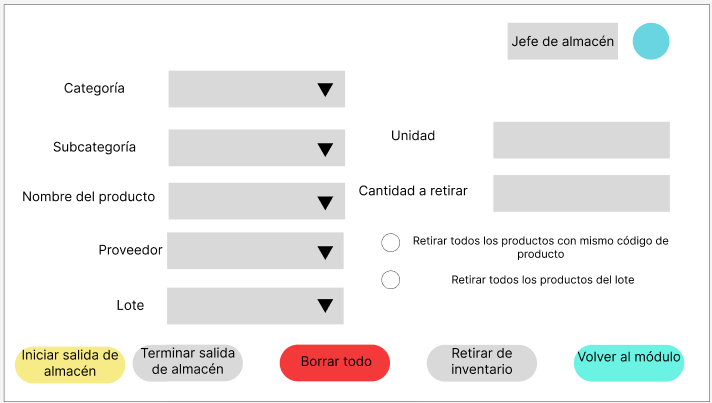 Jefe de almacén
Categoría
Subcategoría
Unidad
Nombre del producto
Cantidad a retirar
Proveedor
Retirar todos los productos con mismo código de
producto
Retirar todos los productos del lote
Lote
Iniciar salida de
almacén
Terminar salida
de almacén
Borrar todo
Retirar de
inventario
Volver al módulo